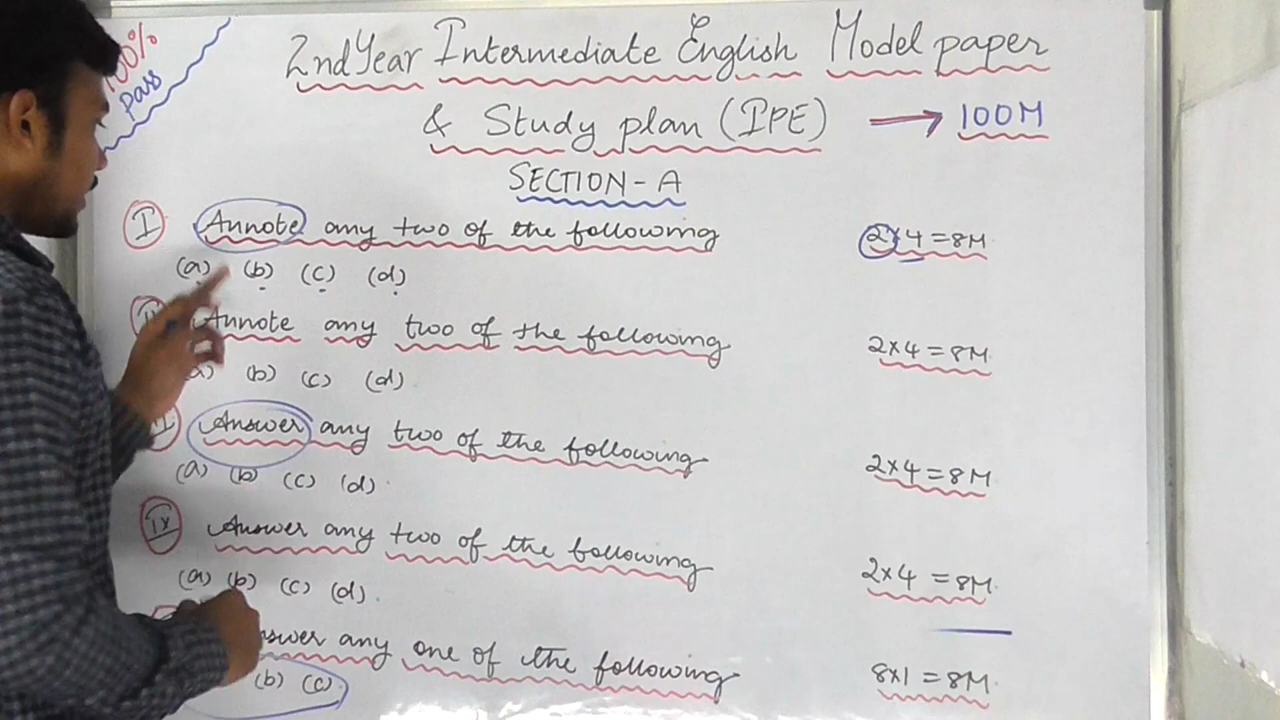 100% pass
2nd Year Intermediate English Model paper
& Study plan (IPE) → 100M
SECTION-A
I Annote any two of the following 2×4=8M
(a) (b) (c) (d)
Annote any two of the following 2×4=8M
(b) (c) (d)
Answer any two of the following 2×4=8M
(a) (b) (c) (d)
IV Answer any two of the following 2×4=8M
(a) (b) (c) (d)
any one of the following 8×1=8M
(b) (c)